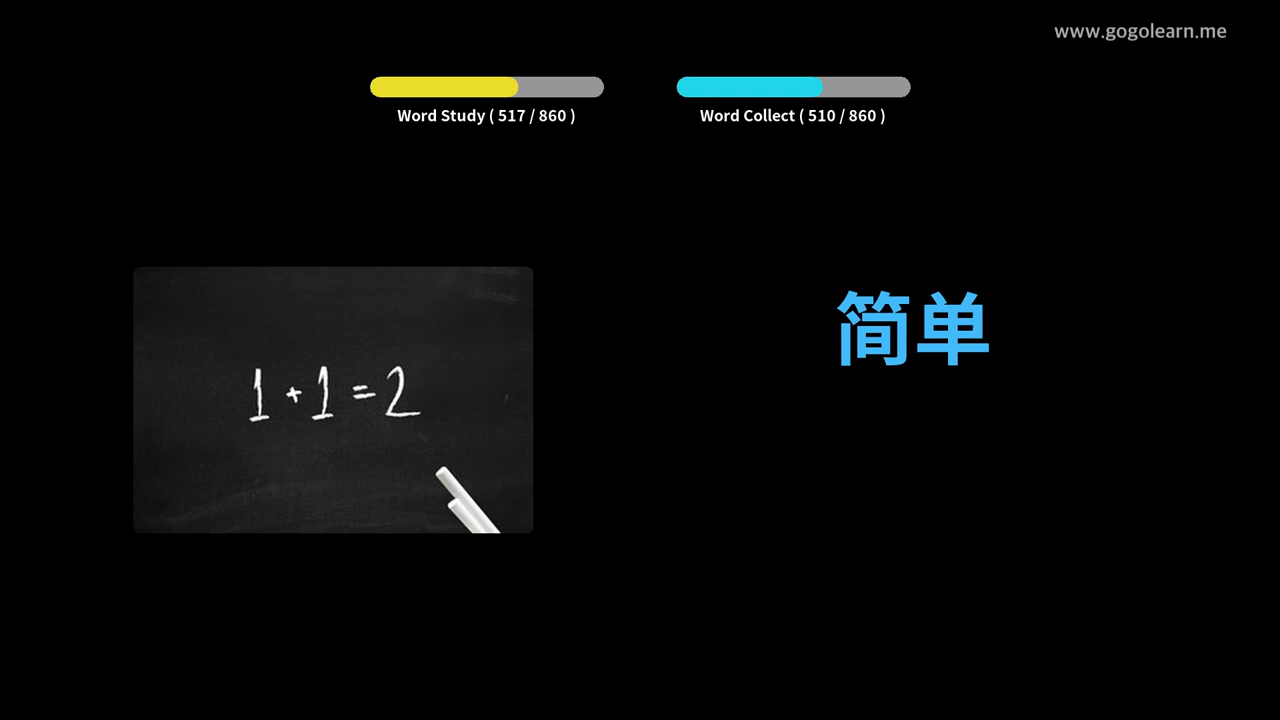 www.gogolearn.me
Word Study ( 517 / 860 )
Word Collect ( 510 / 860 )
简单
1 + 1 = 2